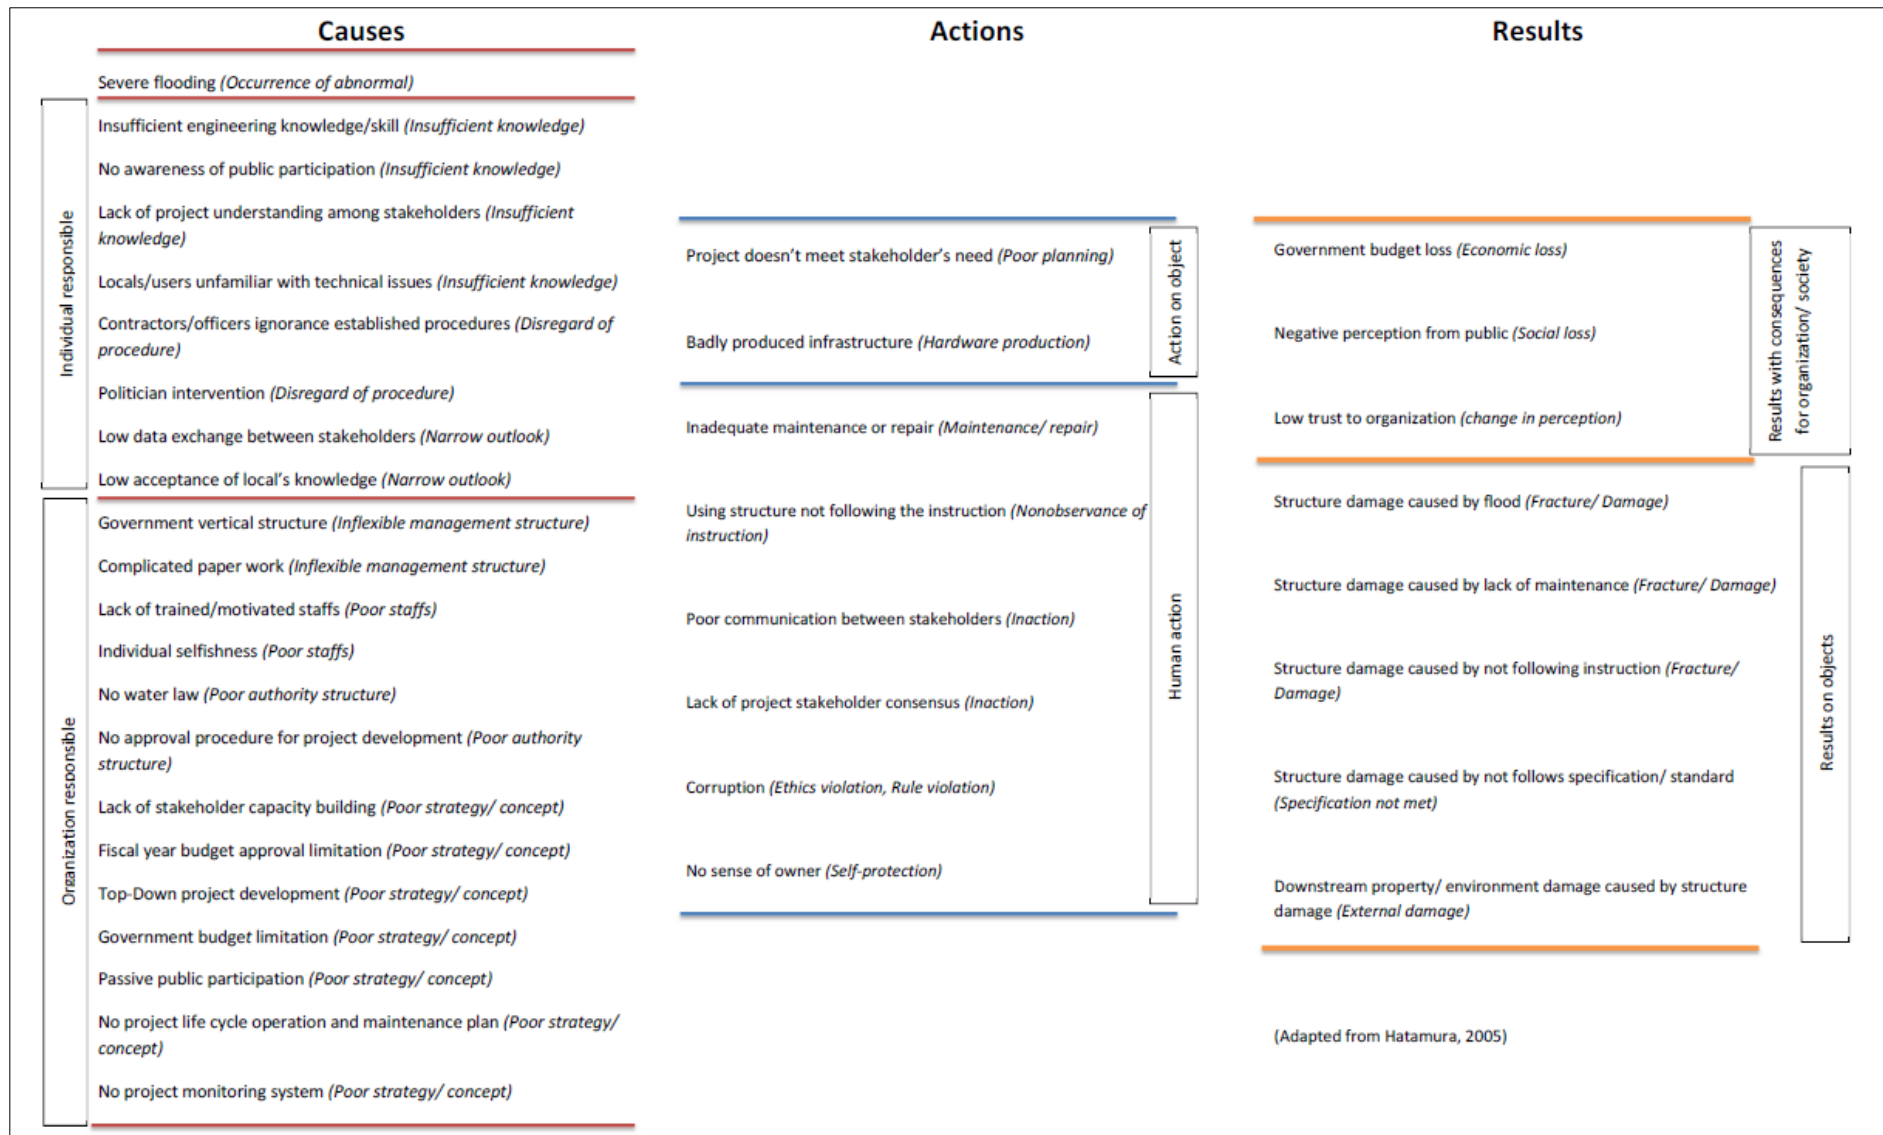 Causes
Severe flooding (Occurrence of abnormal)
Individual responsible
Insufficient engineering knowledge/skill (Insufficient knowledge)
No awareness of public participation (Insufficient knowledge)
Lack of project understanding among stakeholders (Insufficient
knowledge)
Locals/users unfamiliar with technical issues (Insufficient knowledge)
Contractors/officers ignorance established procedures (Disregard of
procedure)
Politician intervention (Disregard of procedure)
Low data exchange between stakeholders (Narrow outlook)
Low acceptance of local's knowledge (Narrow outlook)
Organization responsible
Government vertical structure (Inflexible management structure)
Complicated paper work (Inflexible management structure)
Lack of trained/motivated staffs (Poor staffs)
Individual selfishness (Poor staffs)
No water law (Poor authority structure)
No approval procedure for project development (Poor authority
structure)
Lack of stakeholder capacity building (Poor strategy/ concept)
Fiscal year budget approval limitation (Poor strategy/ concept)
Top-Down project development (Poor strategy/ concept)
Government budget limitation (Poor strategy/ concept)
Passive public participation (Poor strategy/ concept)
No project life cycle operation and maintenance plan (Poor strategy/
concept)
No project monitoring system (Poor strategy/ concept)
Actions
Project doesn't meet stakeholder's need (Poor planning)
Badly produced infrastructure (Hardware production)
Action on object
Inadequate maintenance or repair (Maintenance/ repair)
Using structure not following the instruction (Nonobservance of
instruction)
Poor communication between stakeholders (Inaction)
Lack of project stakeholder consensus (Inaction)
Corruption (Ethics violation, Rule violation)
No sense of owner (Self-protection)
Human action
Results
Government budget loss (Economic loss)
Negative perception from public (Social loss)
Low trust to organization (change in perception)
Results with consequences
for organization/ society
Structure damage caused by flood (Fracture/ Damage)
Structure damage caused by lack of maintenance (Fracture/ Damage)
Structure damage caused by not following instruction (Fracture/
Damage)
Structure damage caused by not follows specification/ standard
(Specification not met)
Downstream property/ environment damage caused by structure
damage (External damage)
Results on objects
(Adapted from Hatamura, 2005)